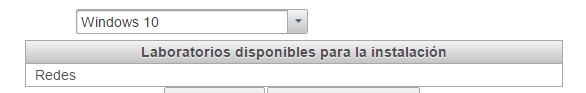 Windows 10
Laboratorios disponibles para la instalación
Redes